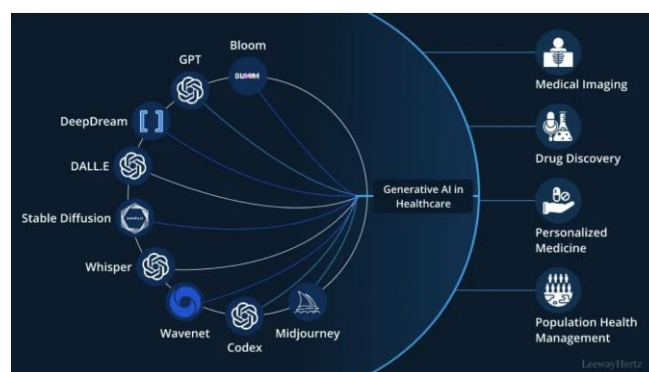 Bloom
GPT
BLOOM
DeepDream
DALL.E
Stable Diffusion
Whisper
Wavenet
Codex
Midjourney
Generative AI in
Healthcare
Medical Imaging
Drug Discovery
Personalized
Medicine
Population Health
Management
LeewayHertz